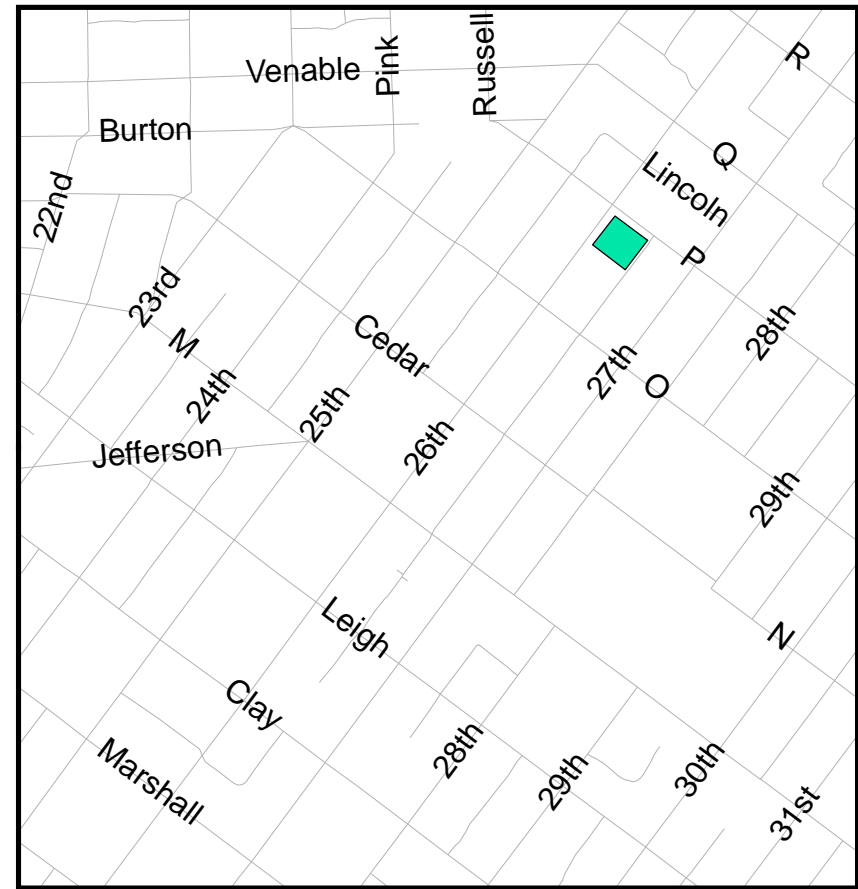 Russell
R
Pink
Venable
Burton
Q
Lincoln
22nd
P
23rd
28th
M
Cedar
27th
24th
O
25th
26th
Jefferson
29th
Leigh
N
Clay
28th
30th
29th
Marshall
31st